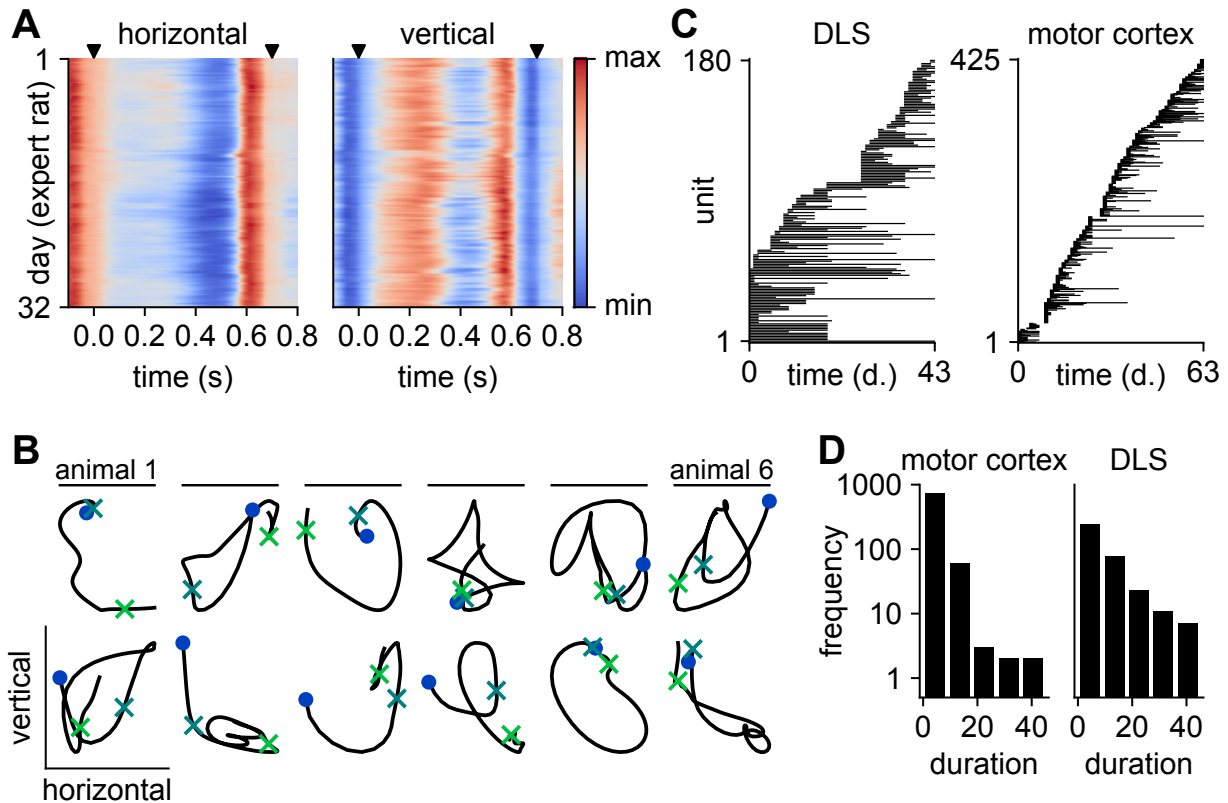 A
horizontal
vertical
day (expert rat)
1
32
0.0 0.2 0.4 0.6 0.8
time (s)
0.0 0.2 0.4 0.6 0.8
time (s)
max
min
B
animal 1
animal 6
vertical
horizontal
C
DLS
motor cortex
unit
180
1
0
time (d.)
43
425
1
0
time (d.)
63
D
motor cortex
DLS
frequency
1000
100
10
1
0 20 40
duration
0 20 40
duration